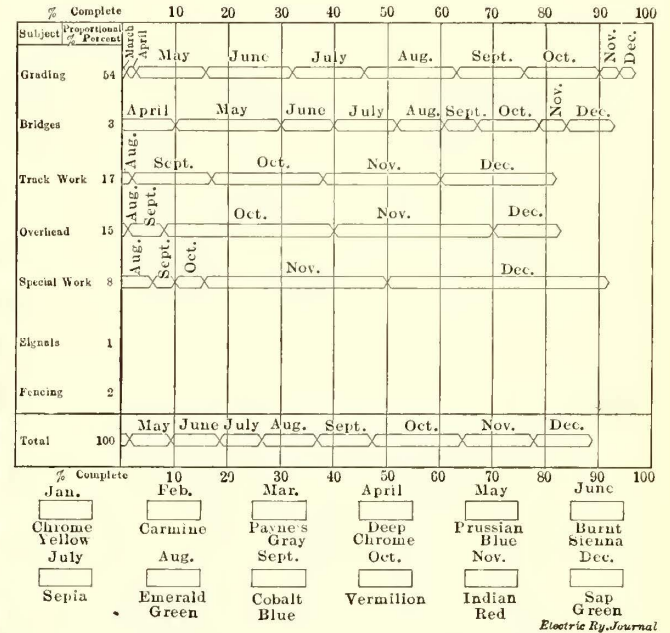 % Complete 10 20 30 40 50 60 70 80 90 100
Subject Proportional % Percent
March April May June July Aug. Sept. Oct. Nov. Dec.
Grading 54
April May June July Aug. Sept. Oct. Nov. Dec.
Bridges 3
Aug. Sept. Oct. Nov. Dec.
Track Work 17
Aug. Sept. Oct. Nov. Dec.
Overhead 15
Aug. Sept. Oct. Nov. Dec.
Special Work 8
Signals 1
Fencing 2
May June July Aug. Sept. Oct. Nov. Dec.
Total 100
% Complete 10 20 30 40 50 60 70 80 90 100
Jan. Feb. Mar. April May June
Chrome Yellow
Carmine
Payne's Gray
Deep Chrome
Prussian Blue
Burnt Sienna
July Aug. Sept. Oct. Nov. Dec.
Sepia
Emerald Green
Cobalt Blue
Vermilion
Indian Red
Sap Green
Electric Ry. Journal